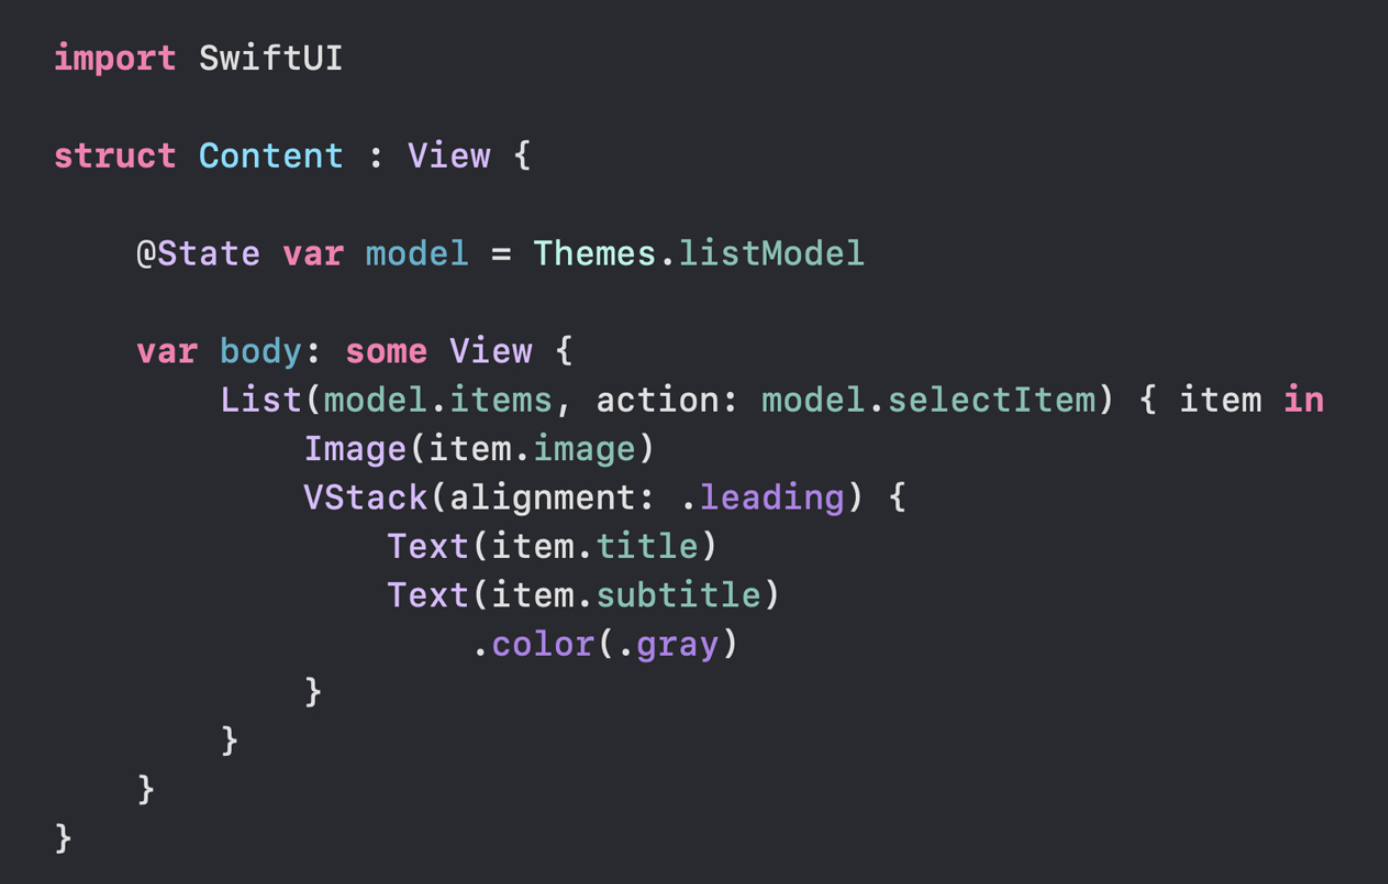 import SwiftUI
struct Content : View {
@State var model = Themes.listModel
var body: some View {
List(model.items, action: model.selectItem) { item in
Image(item.image)
VStack(alignment: .leading) {
Text(item.title)
Text(item.subtitle)
.color(.gray)
}
}
}
}